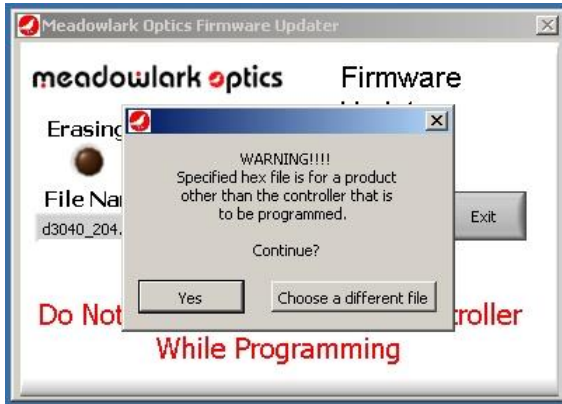 Meadowlark Optics Firmware Updater
meadowlark optics
Firmware
Erasing
File Na
d3040_204.
Exit
WARNING!!!!
Specified hex file is for a product
other than the controller that is
to be programmed.
Continue?
Yes
Choose a different file
Do Not
troller
While Programming